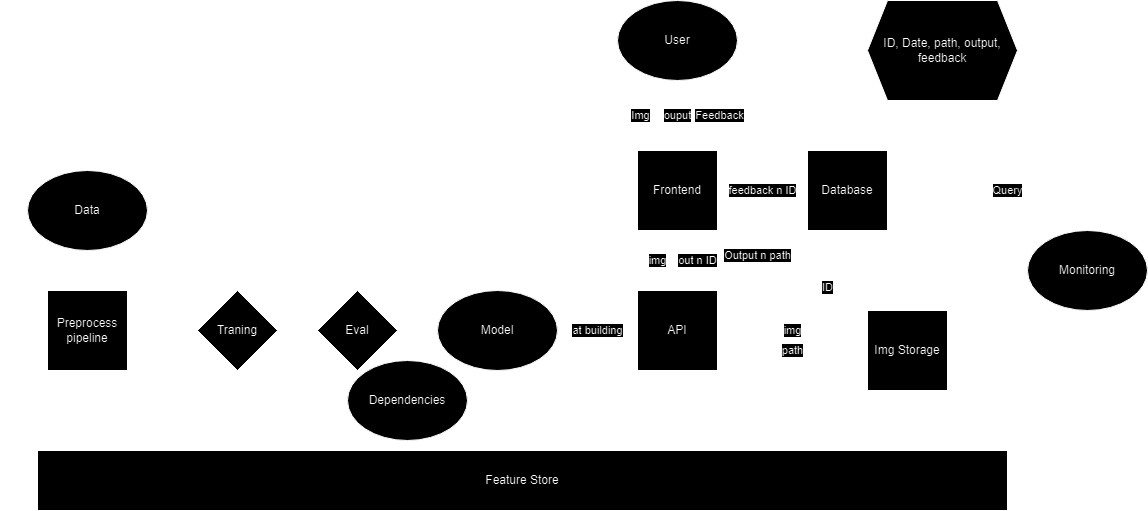 User
ID, Date, path, output,
feedback
Img
ouput
Feedback
Frontend
feedback n ID
Database
Query
Data
img
out n ID
Output n path
Monitoring
ID
Preprocess
pipeline
Traning
Eval
Model
at building
API
img
path
Img Storage
Dependencies
Feature Store